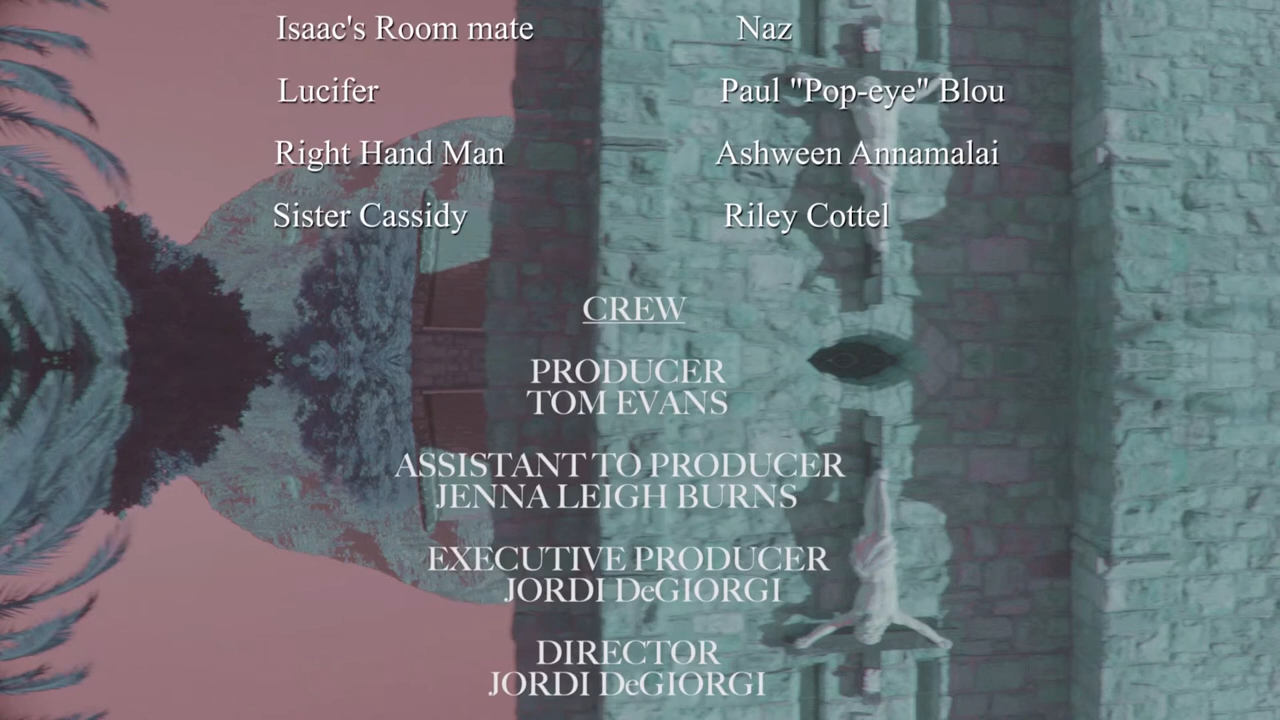 Isaac's Room mate Naz
Lucifer Paul "Pop-eye" Blou
Right Hand Man Ashween Annamalai
Sister Cassidy Riley Cottel
CREW
PRODUCER
TOM EVANS
ASSISTANT TO PRODUCER
JENNA LEIGH BURNS
EXECUTIVE PRODUCER
JORDI DeGIORGI
DIRECTOR
JORDI DeGIORGI